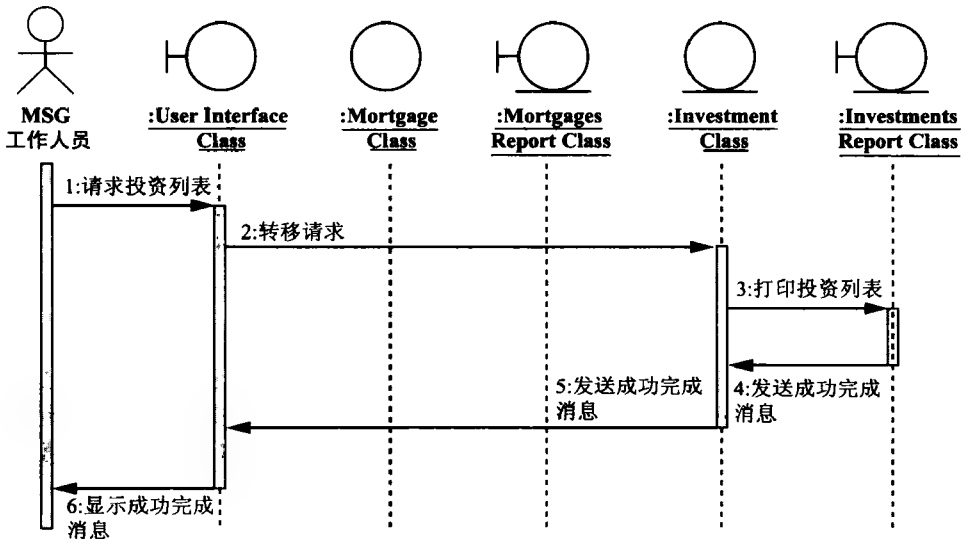 MSG
工作人员
:User Interface
Class
:Mortgage
Class
:Mortgages
Report Class
:Investment
Class
:Investments
Report Class
1:请求投资列表
2:转移请求
3:打印投资列表
4:发送成功完成
消息
5:发送成功完成
消息
6:显示成功完成
消息